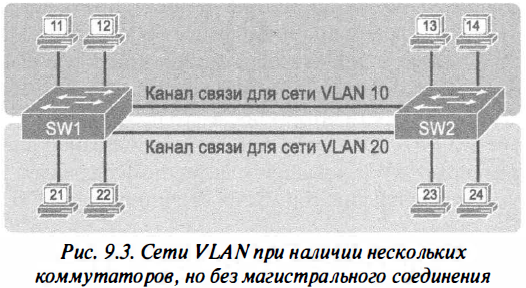 11 12 13 14
Канал связи для сети VLAN 10
SW1 SW2
Канал связи для сети VLAN 20
21 22 23 24
Рис. 9.3. Сети VLAN при наличии нескольких
коммутаторов, но без магистрального соединения